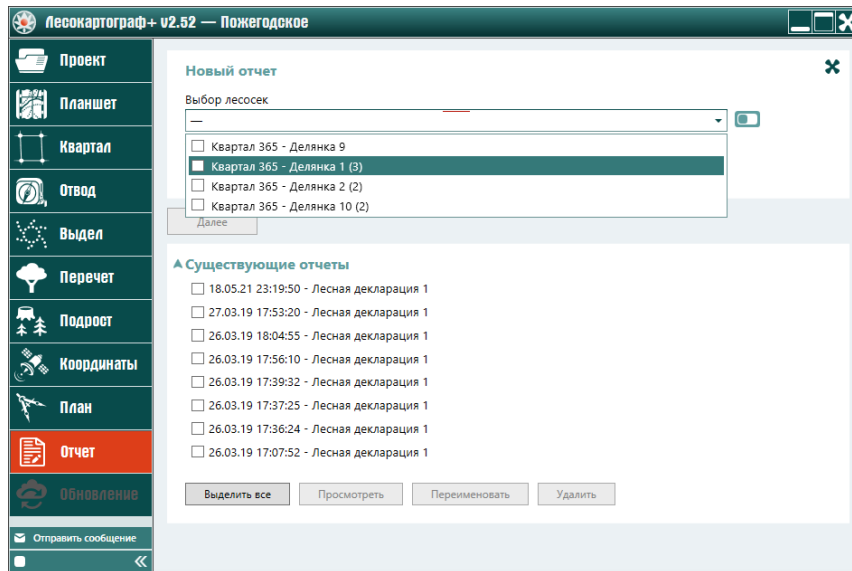 Лесокартограф+ v2.52 — Пожегодское
Проект
Планшет
Квартал
Отвод
Выдел
Перечет
Подрост
Координаты
План
Отчет
Обновление
Отправить сообщение
Новый отчет
Выбор лесосек
—
Квартал 365 - Делянка 9
Квартал 365 - Делянка 1 (3)
Квартал 365 - Делянка 2 (2)
Квартал 365 - Делянка 10 (2)
Далее
Существующие отчеты
18.05.21 23:19:50 - Лесная декларация 1
27.03.19 17:53:20 - Лесная декларация 1
26.03.19 18:04:55 - Лесная декларация 1
26.03.19 17:56:10 - Лесная декларация 1
26.03.19 17:39:32 - Лесная декларация 1
26.03.19 17:37:25 - Лесная декларация 1
26.03.19 17:36:24 - Лесная декларация 1
26.03.19 17:07:52 - Лесная декларация 1
Выделить все
Просмотреть
Переименовать
Удалить